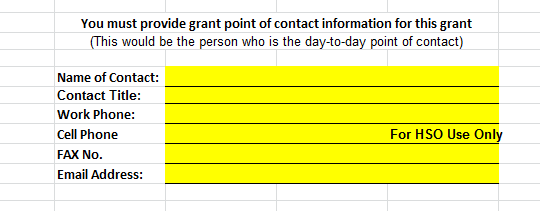 You must provide grant point of contact information for this grant
(This would be the person who is the day-to-day point of contact)
Name of Contact:
Contact Title:
Work Phone:
Cell Phone For HSO Use Only
FAX No.
Email Address: